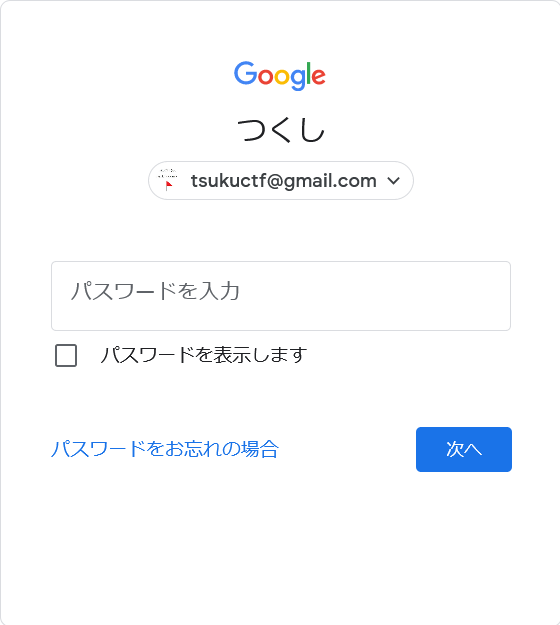 Google
つくし
tsukuctf@gmail.com
パスワードを入力
パスワードを表示します
パスワードをお忘れの場合
次へ